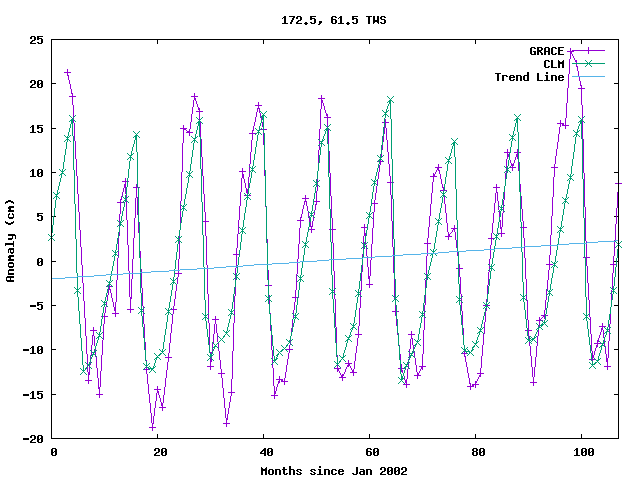 172.5, 61.5 TWS
GRACE
CLM
Trend Line
25
20
15
10
5
0
-5
-10
-15
-20
Anomaly (cm)
0 20 40 60 80 100
Months since Jan 2002